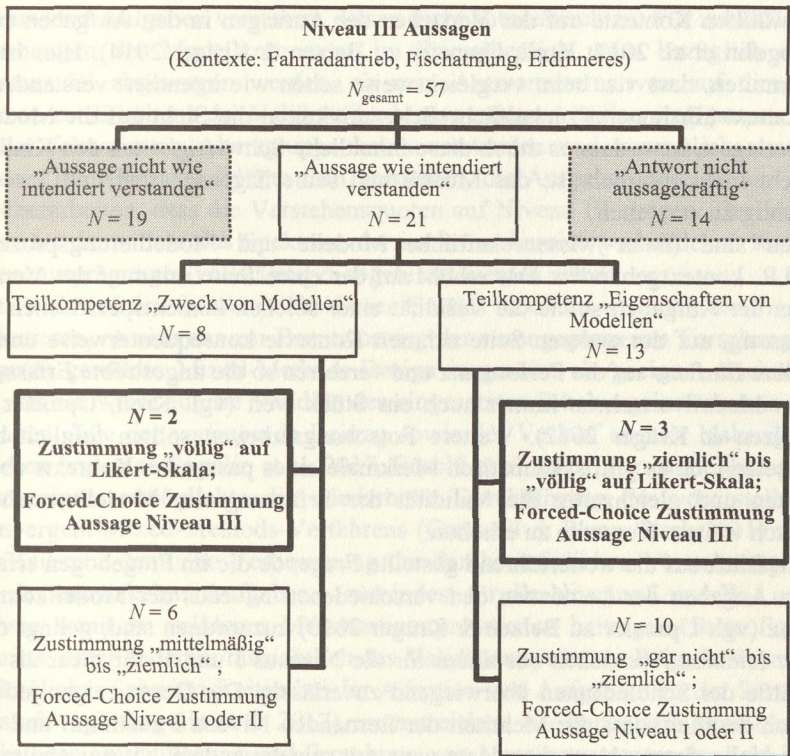 Niveau III Aussagen
(Kontexte: Fahrradantrieb, Fischatmung, Erdinneres)
N gesamt = 57
„Aussage nicht wie
intendiert verstanden“
N = 19
„Aussage wie intendiert
verstanden“
N = 21
„Antwort nicht
aussagekräftig“
N = 14
Teilkompetenz „Zweck von Modellen“
N = 8
Teilkompetenz „Eigenschaften von
Modellen“
N = 13
N = 2
Zustimmung „völlig“ auf
Likert-Skala;
Forced-Choice Zustimmung
Aussage Niveau III
N = 3
Zustimmung „ziemlich“ bis
„völlig“ auf Likert-Skala;
Forced-Choice Zustimmung
Aussage Niveau III
N = 6
Zustimmung „mittelmäßig“
bis „ziemlich“ ;
Forced-Choice Zustimmung
Aussage Niveau I oder II
N = 10
Zustimmung „gar nicht“ bis
„ziemlich“ ;
Forced-Choice Zustimmung
Aussage Niveau I oder II